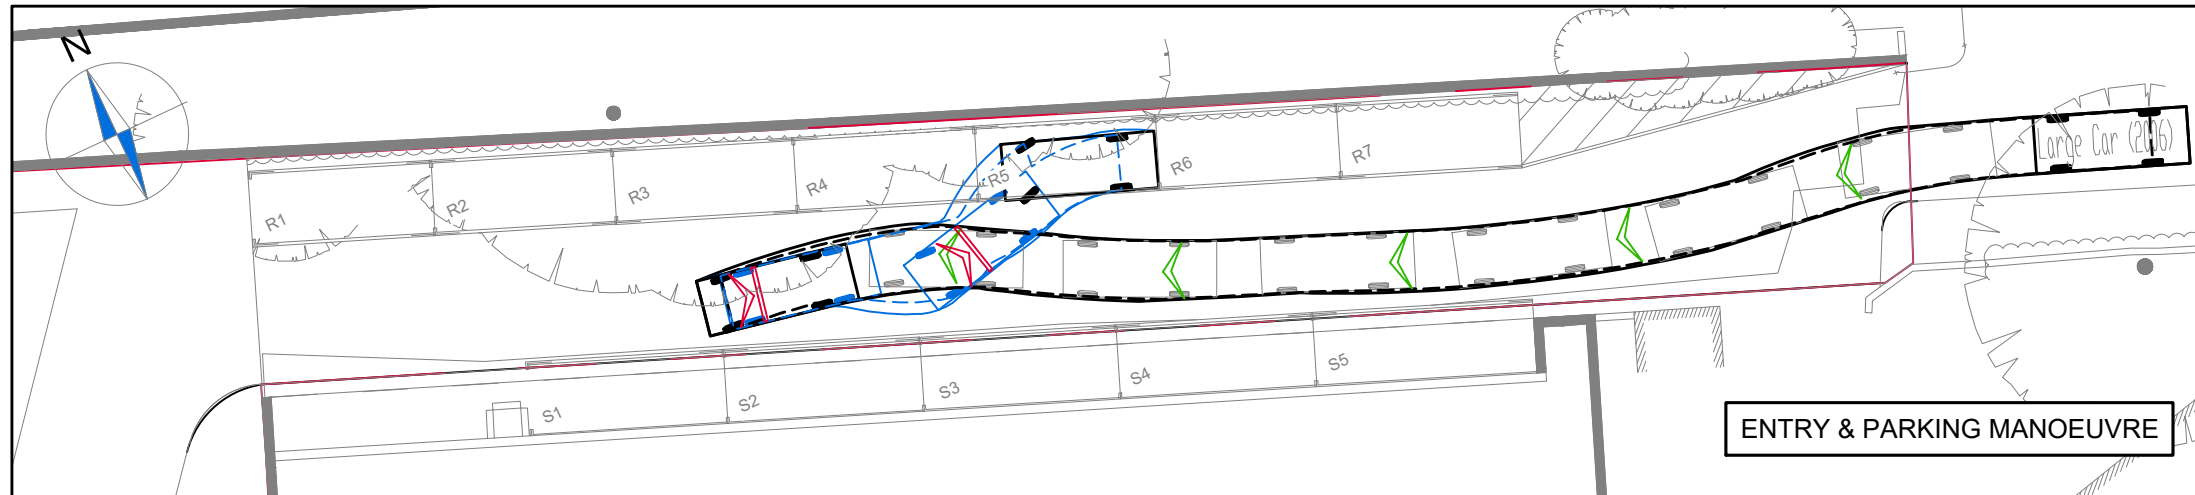 N
Large Car (2006)
R1
R2
R3
R4
R5
R6
R7
S1
S2
S3
S4
S5
ENTRY & PARKING MANOEUVRE